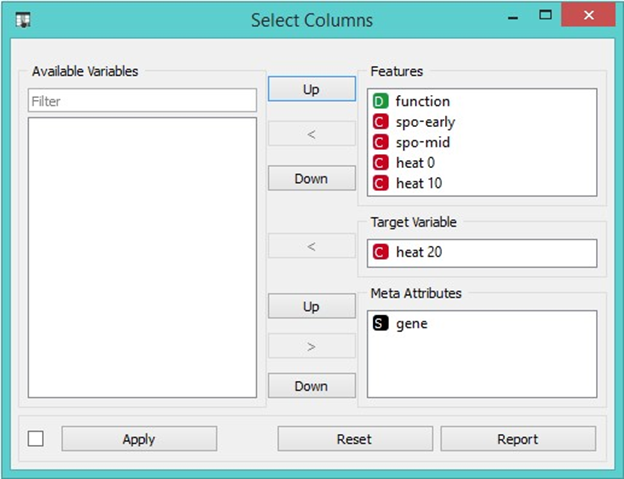 Select Columns
Available Variables
Filter
Up
<
Down
<
Up
>
Down
Features
D function
C spo-early
C spo-mid
C heat 0
C heat 10
Target Variable
C heat 20
Meta Attributes
S gene
Apply
Reset
Report